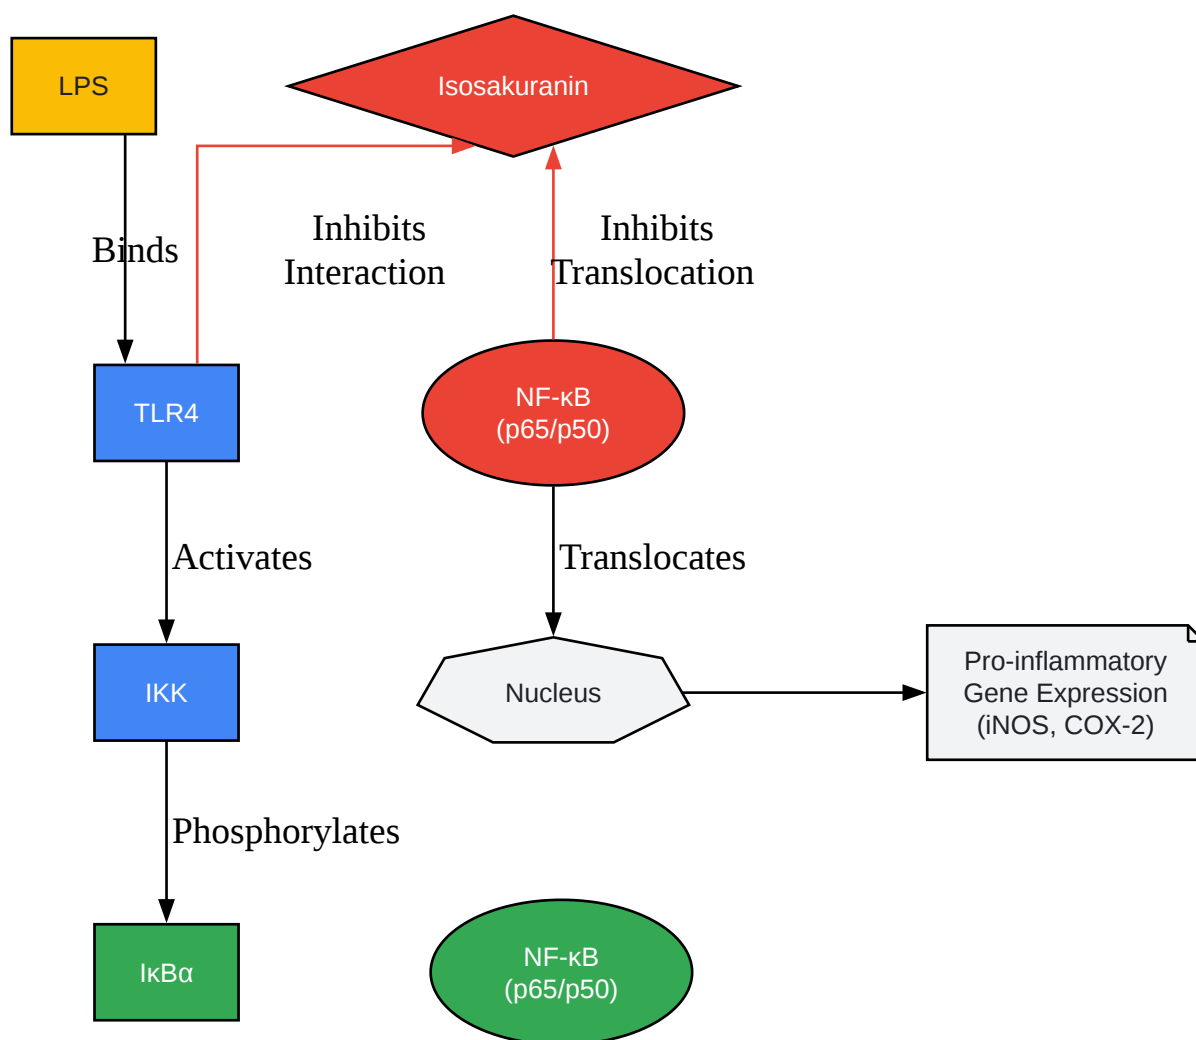 LPS
Isosakuranin
Binds
Inhibits
Interaction
Inhibits
Translocation
TLR4
NF-κB
(p65/p50)
Activates
Translocates
IKK
Nucleus
Pro-inflammatory
Gene Expression
(iNOS, COX-2)
Phosphorylates
IκBα
NF-κB
(p65/p50)